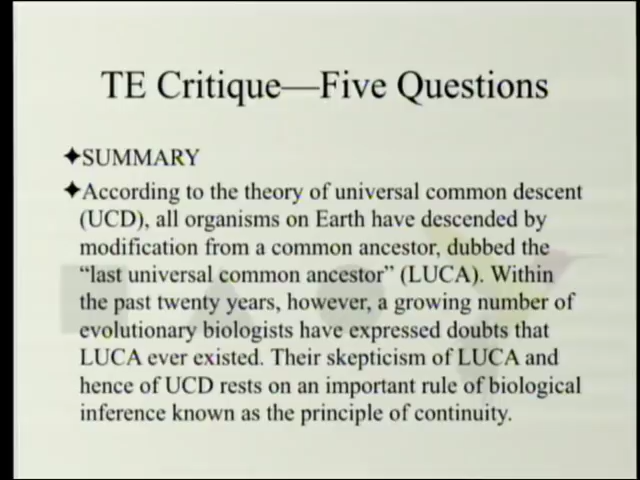 TE Critique—Five Questions
✦SUMMARY
✦According to the theory of universal common descent
(UCD), all organisms on Earth have descended by
modification from a common ancestor, dubbed the
“last universal common ancestor” (LUCA). Within
the past twenty years, however, a growing number of
evolutionary biologists have expressed doubts that
LUCA ever existed. Their skepticism of LUCA and
hence of UCD rests on an important rule of biological
inference known as the principle of continuity.